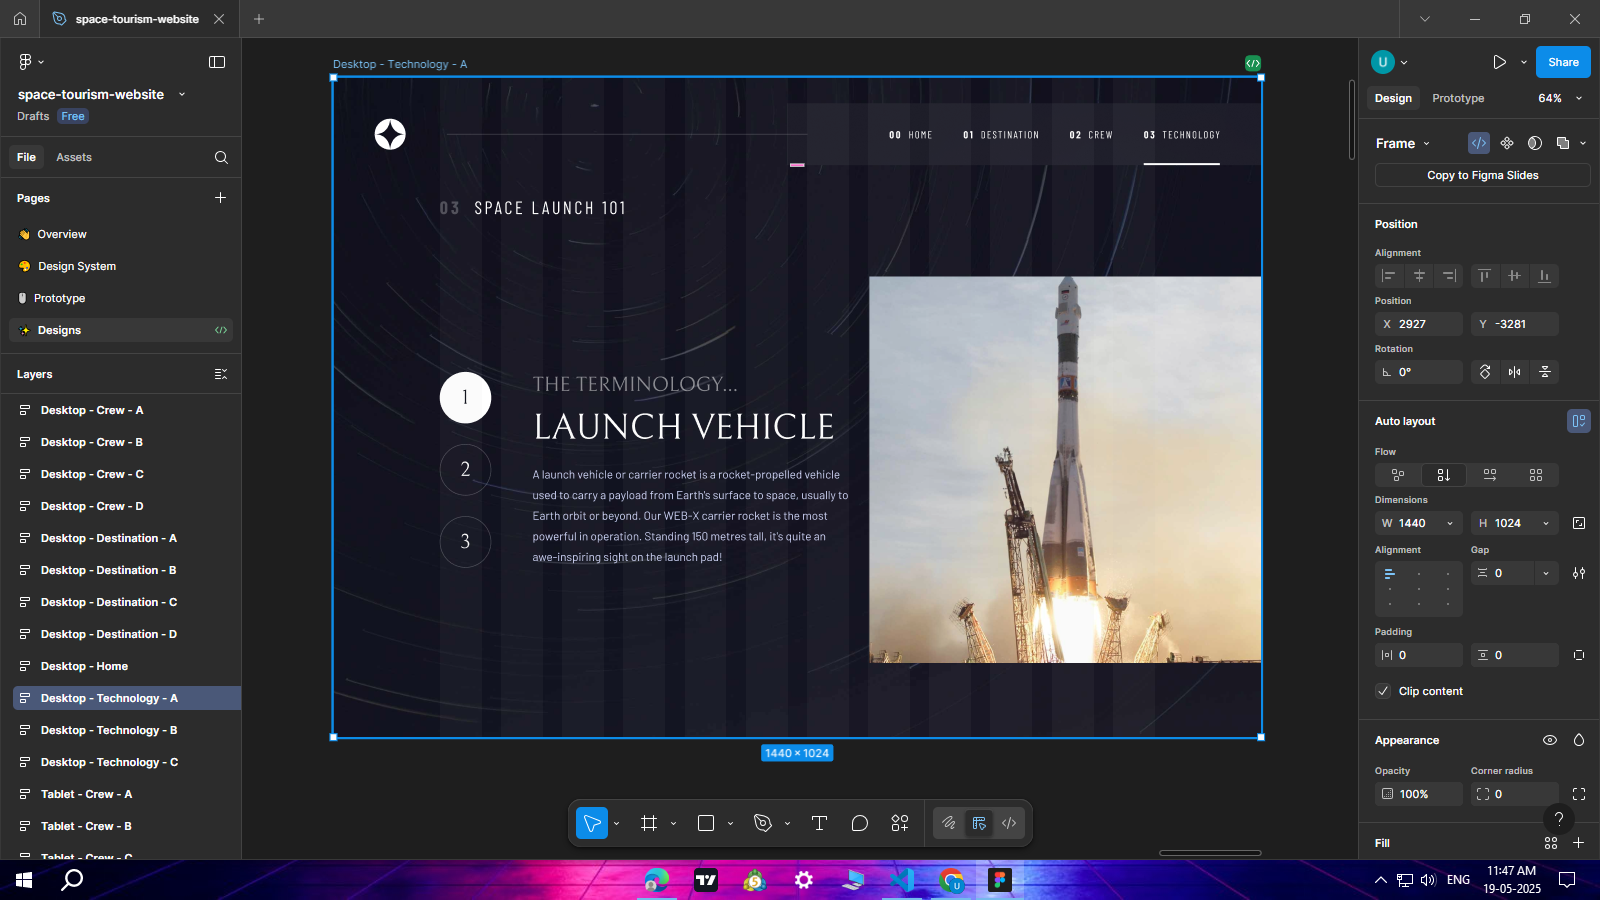 space-tourism-website
space-tourism-website
Drafts Free
File Assets
Pages
Overview
Design System
Prototype
Designs
Layers
Desktop - Crew - A
Desktop - Crew - B
Desktop - Crew - C
Desktop - Crew - D
Desktop - Destination - A
Desktop - Destination - B
Desktop - Destination - C
Desktop - Destination - D
Desktop - Home
Desktop - Technology - A
Desktop - Technology - B
Desktop - Technology - C
Tablet - Crew - A
Tablet - Crew - B
Tablet - Crew - C
Desktop - Technology - A
00 HOME 01 DESTINATION 02 CREW 03 TECHNOLOGY
03 SPACE LAUNCH 101
1
2
3
THE TERMINOLOGY...
LAUNCH VEHICLE
A launch vehicle or carrier rocket is a rocket-propelled vehicle
used to carry a payload from Earth's surface to space, usually to
Earth orbit or beyond. Our WEB-X carrier rocket is the most
powerful in operation. Standing 150 metres tall, it's quite an
awe-inspiring sight on the launch pad!
1440 × 1024
U
Share
Design Prototype 64%
Frame
Copy to Figma Slides
Position
Alignment
Position
X 2927 Y -3281
Rotation
0°
Auto layout
Flow
Dimensions
W 1440 H 1024
Alignment Gap
0
Padding
0 0
Clip content
Appearance
Opacity Corner radius
100% 0
?
Fill
U
ENG
11:47 AM
19-05-2025